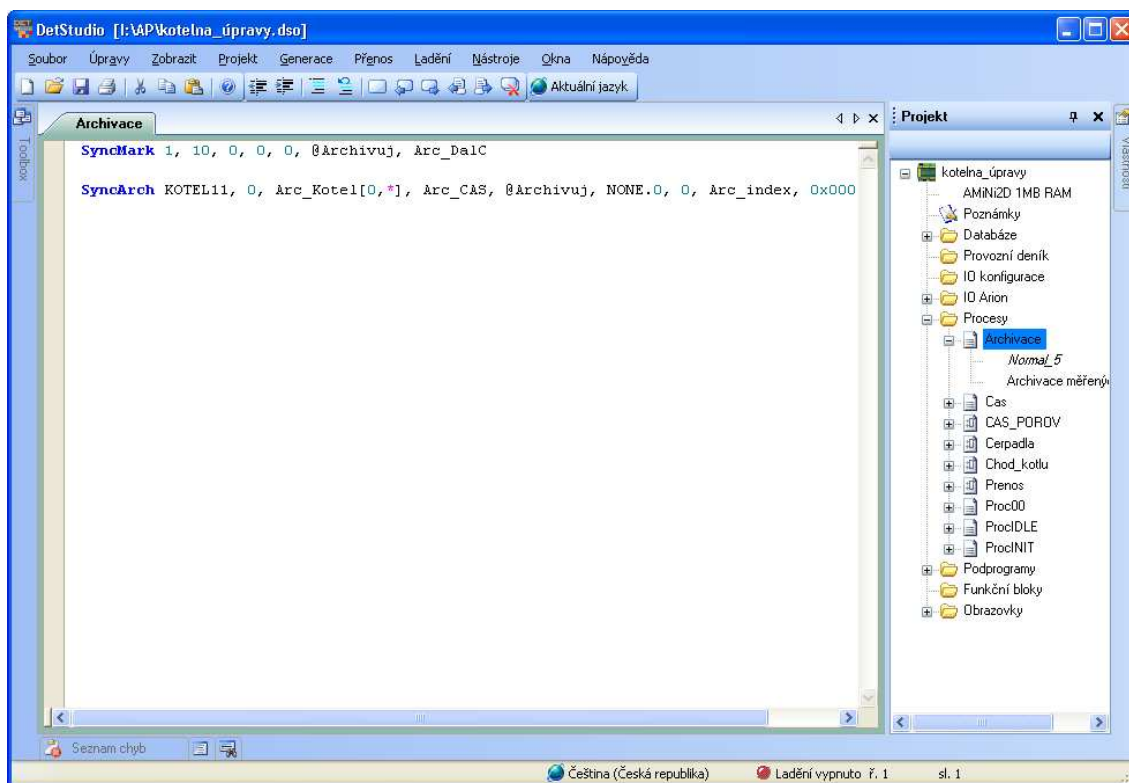 DetStudio [I:\AP\kotelna_úpravy.dso]
Soubor Úpravy Zobrazit Projekt Generace Přenos Ladění Nástroje Okna Nápověda
Aktuální jazyk
Toolbox
Archivace
SyncMark 1, 10, 0, 0, 0, @Archivuj, Arc_DalC
SyncArch KOTEL11, 0, Arc_Kotel[0,*], Arc_CAS, @Archivuj, NONE.0, 0, Arc_index, 0x000
Projekt
kotelna_úpravy
AMiNi2D 1MB RAM
Poznámky
Databáze
Provozní deník
IO konfigurace
IO Arion
Procesy
Archivace
Normal_5
Archivace měřený
Cas
CAS_POROV
Cerpadla
Chod_kotlu
Prenos
Proc00
ProcIDLE
ProcINIT
Podprogramy
Funkční bloky
Obrazovky
Vlastnosti
Seznam chyb
Čeština (Česká republika) Ladění vypnuto ř. 1 sl. 1